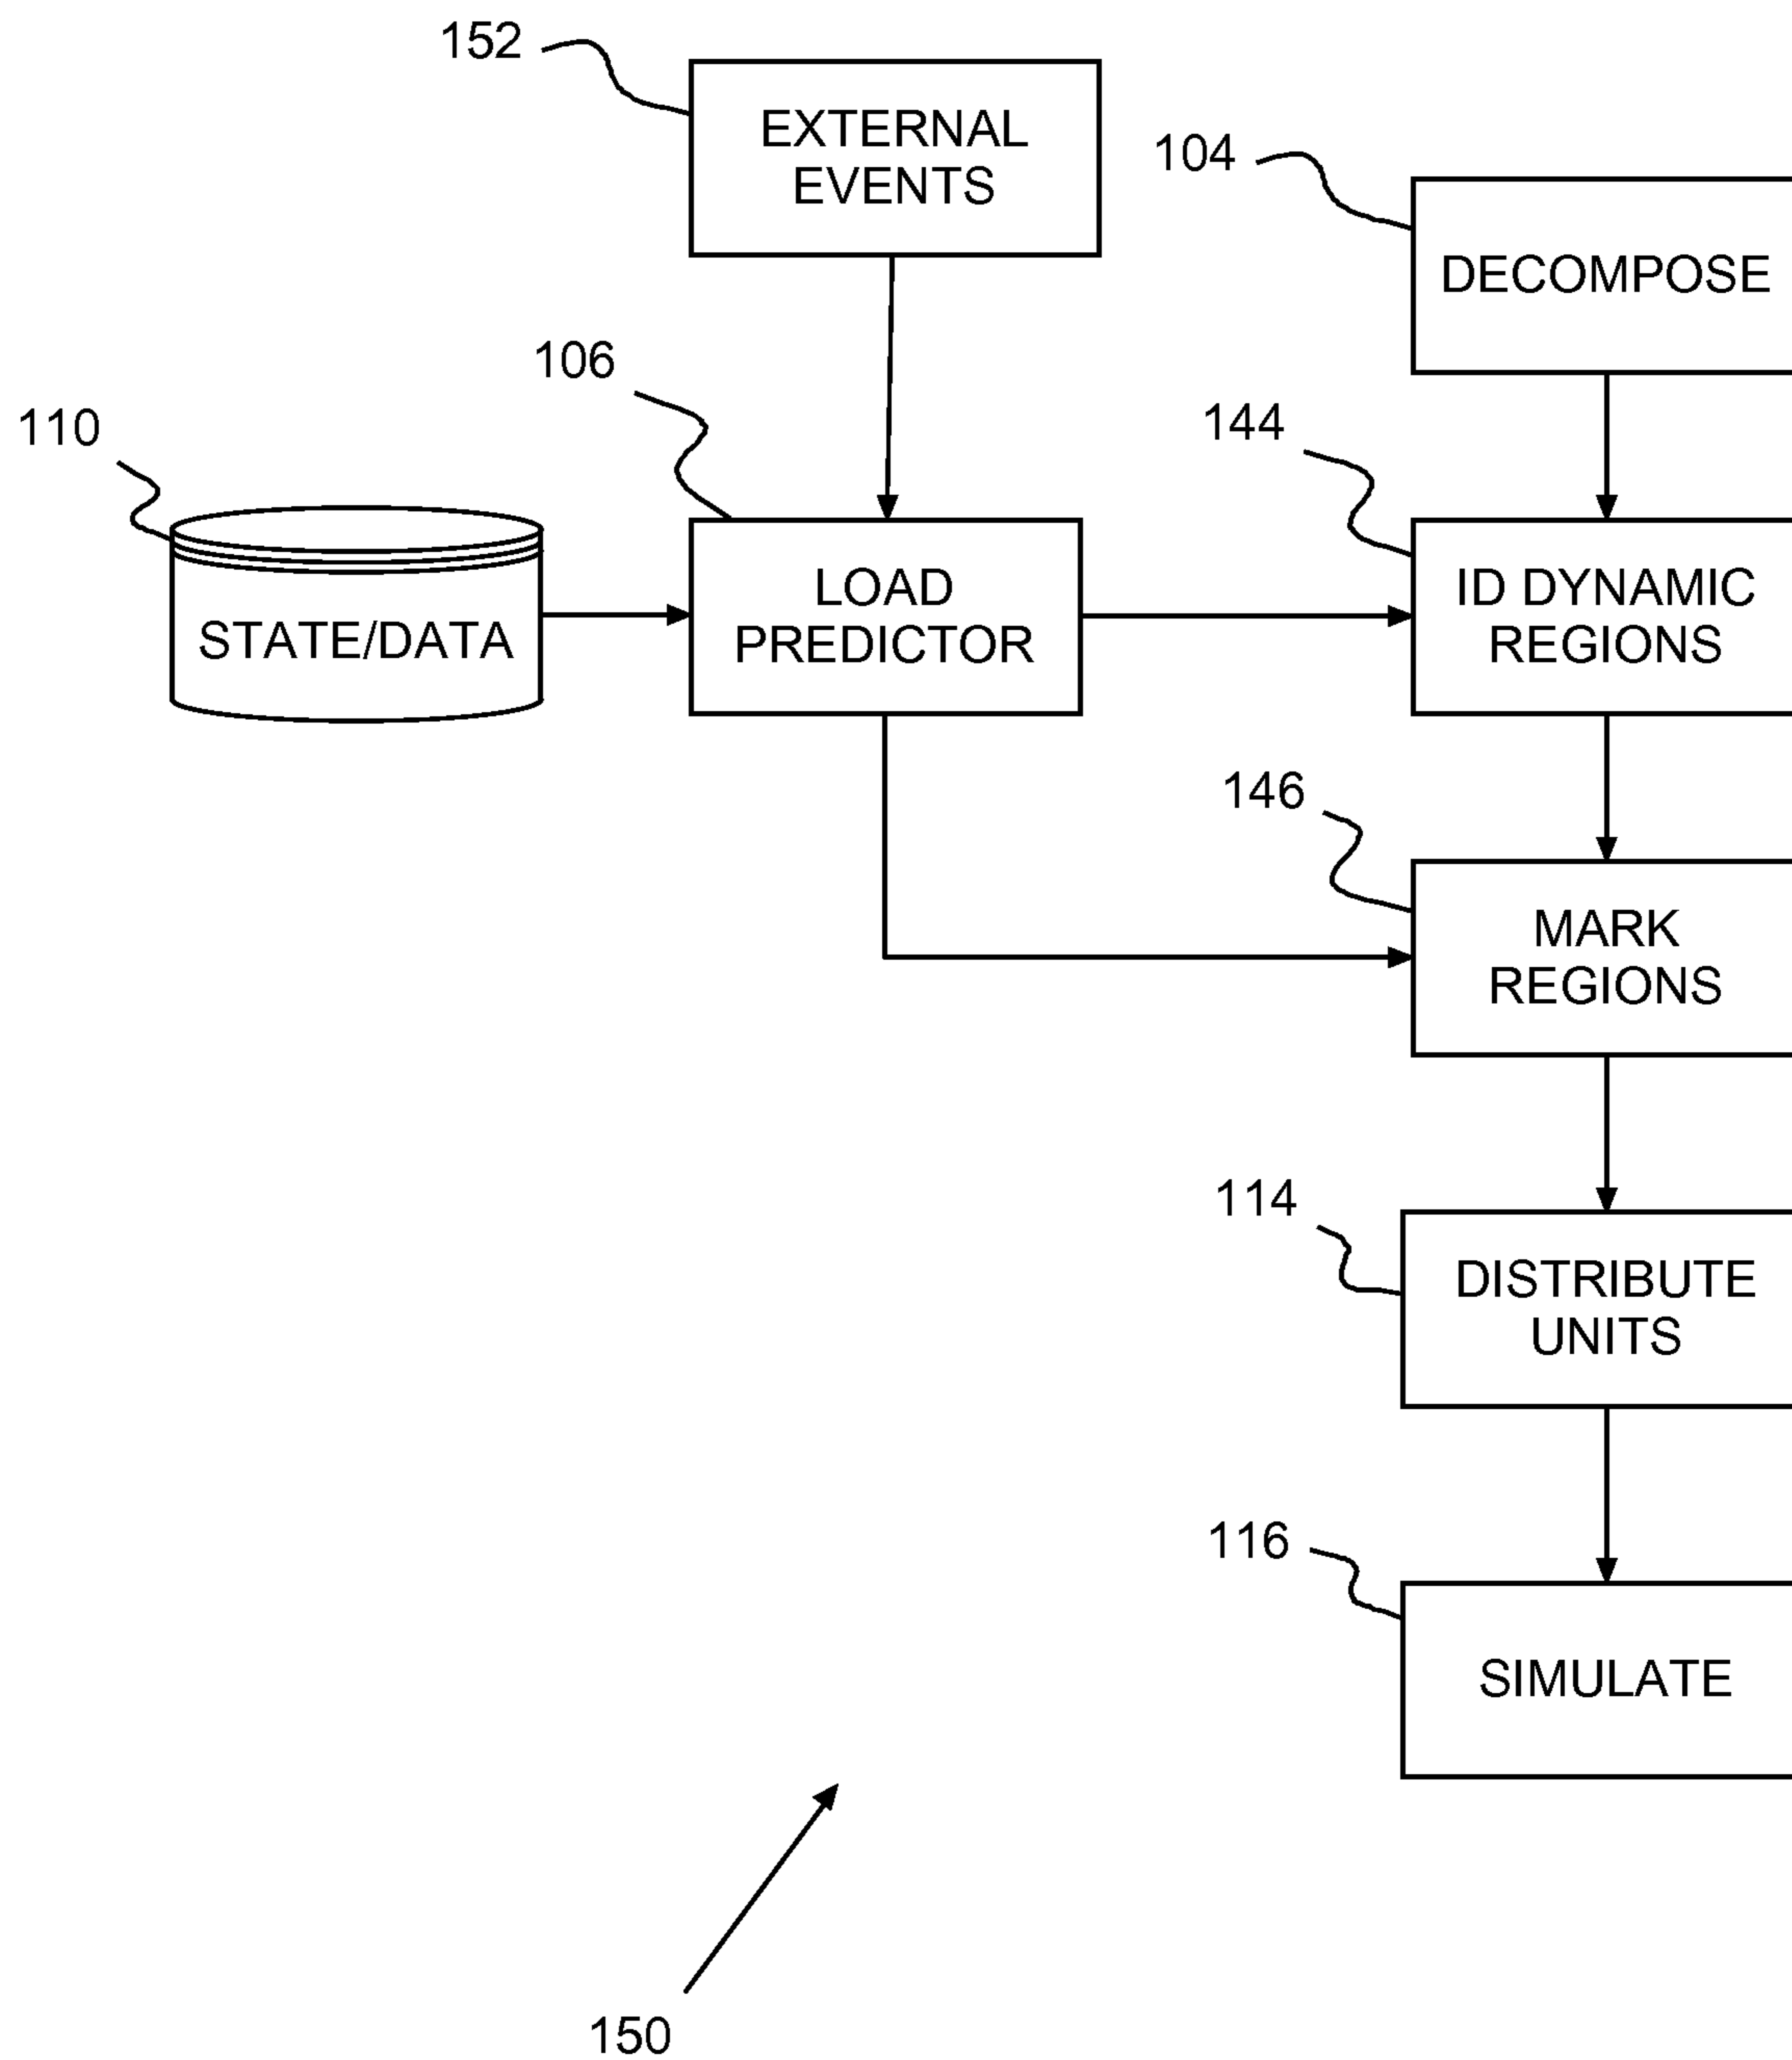 152
EXTERNAL
EVENTS
104
DECOMPOSE
106
110
144
STATE/DATA
LOAD
PREDICTOR
ID DYNAMIC
REGIONS
146
MARK
REGIONS
114
DISTRIBUTE
UNITS
116
SIMULATE
150